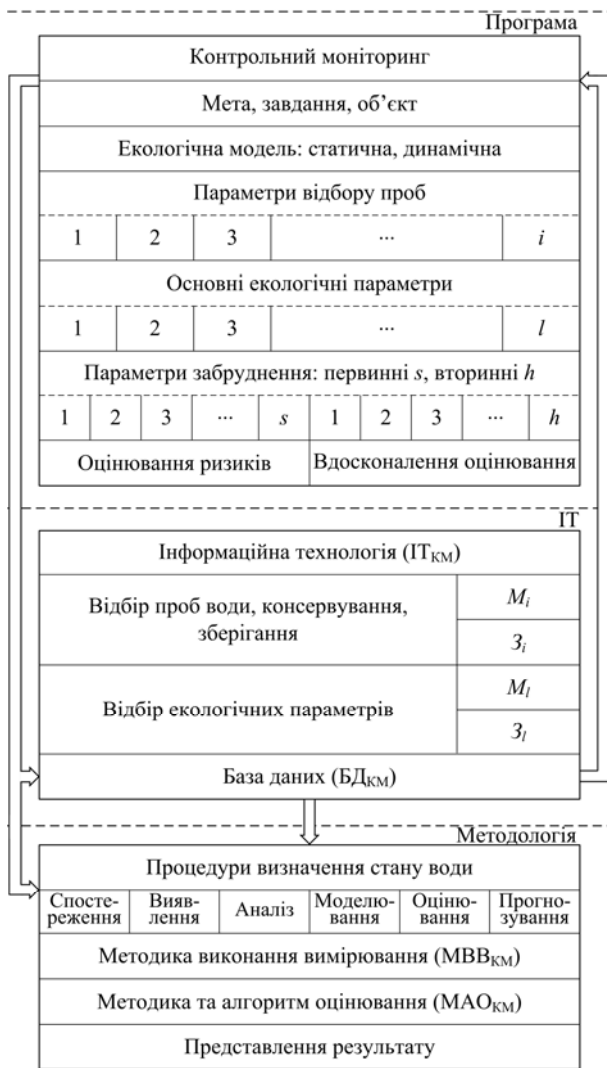 Програма
Контрольний моніторинг
Мета, завдання, об’єкт
Екологічна модель: статична, динамічна
Параметри відбору проб
1 2 3 ... i
Основні екологічні параметри
1 2 3 ... l
Параметри забруднення: первинні s, вторинні h
1 2 3 ... s 1 2 3 ... h
Оцінювання ризиків Вдосконалення оцінювання
ІТ
Інформаційна технологія (ІТКМ)
Відбір проб води, консервування,
зберігання
Mi
Зi
Відбір екологічних параметрів
Ml
Зl
База даних (БДКМ)
Методологія
Процедури визначення стану води
Спосте-
реження
Вияв-
лення
Аналіз
Моделю-
вання
Оціню-
вання
Прогно-
зування
Методика виконання вимірювання (МВВКМ)
Методика та алгоритм оцінювання (МАОКМ)
Представлення результату